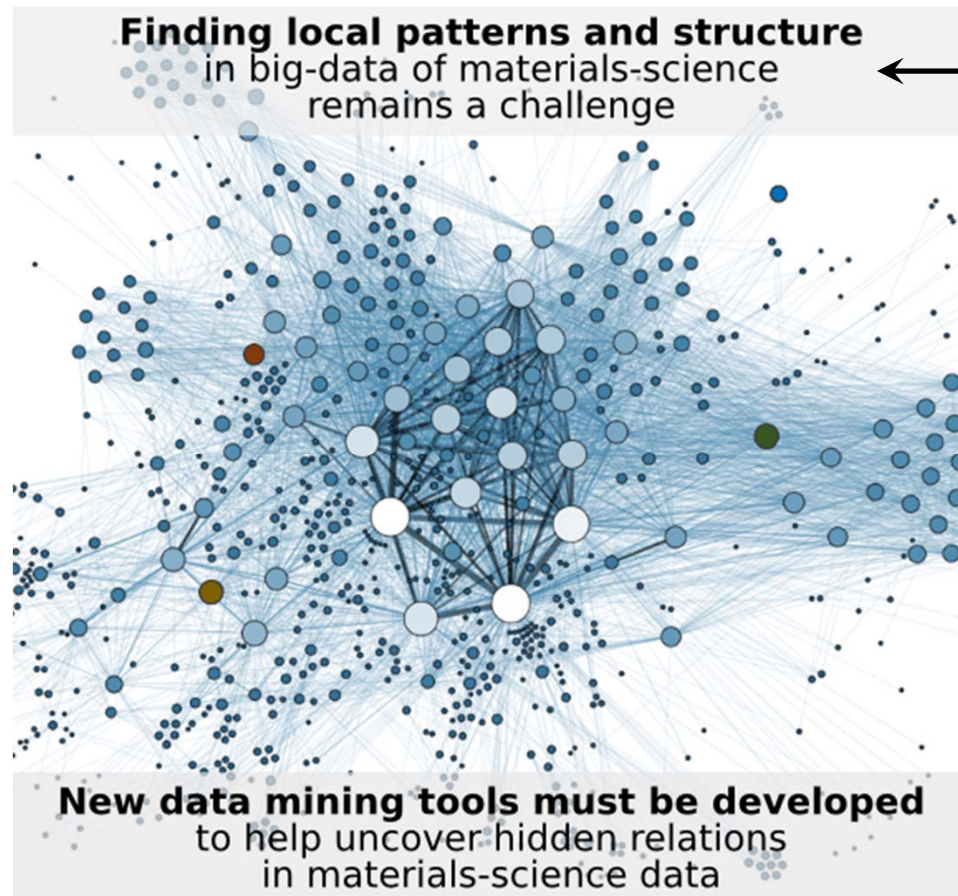 Finding local patterns and structure
in big-data of materials-science
remains a challenge
New data mining tools must be developed
to help uncover hidden relations
in materials-science data